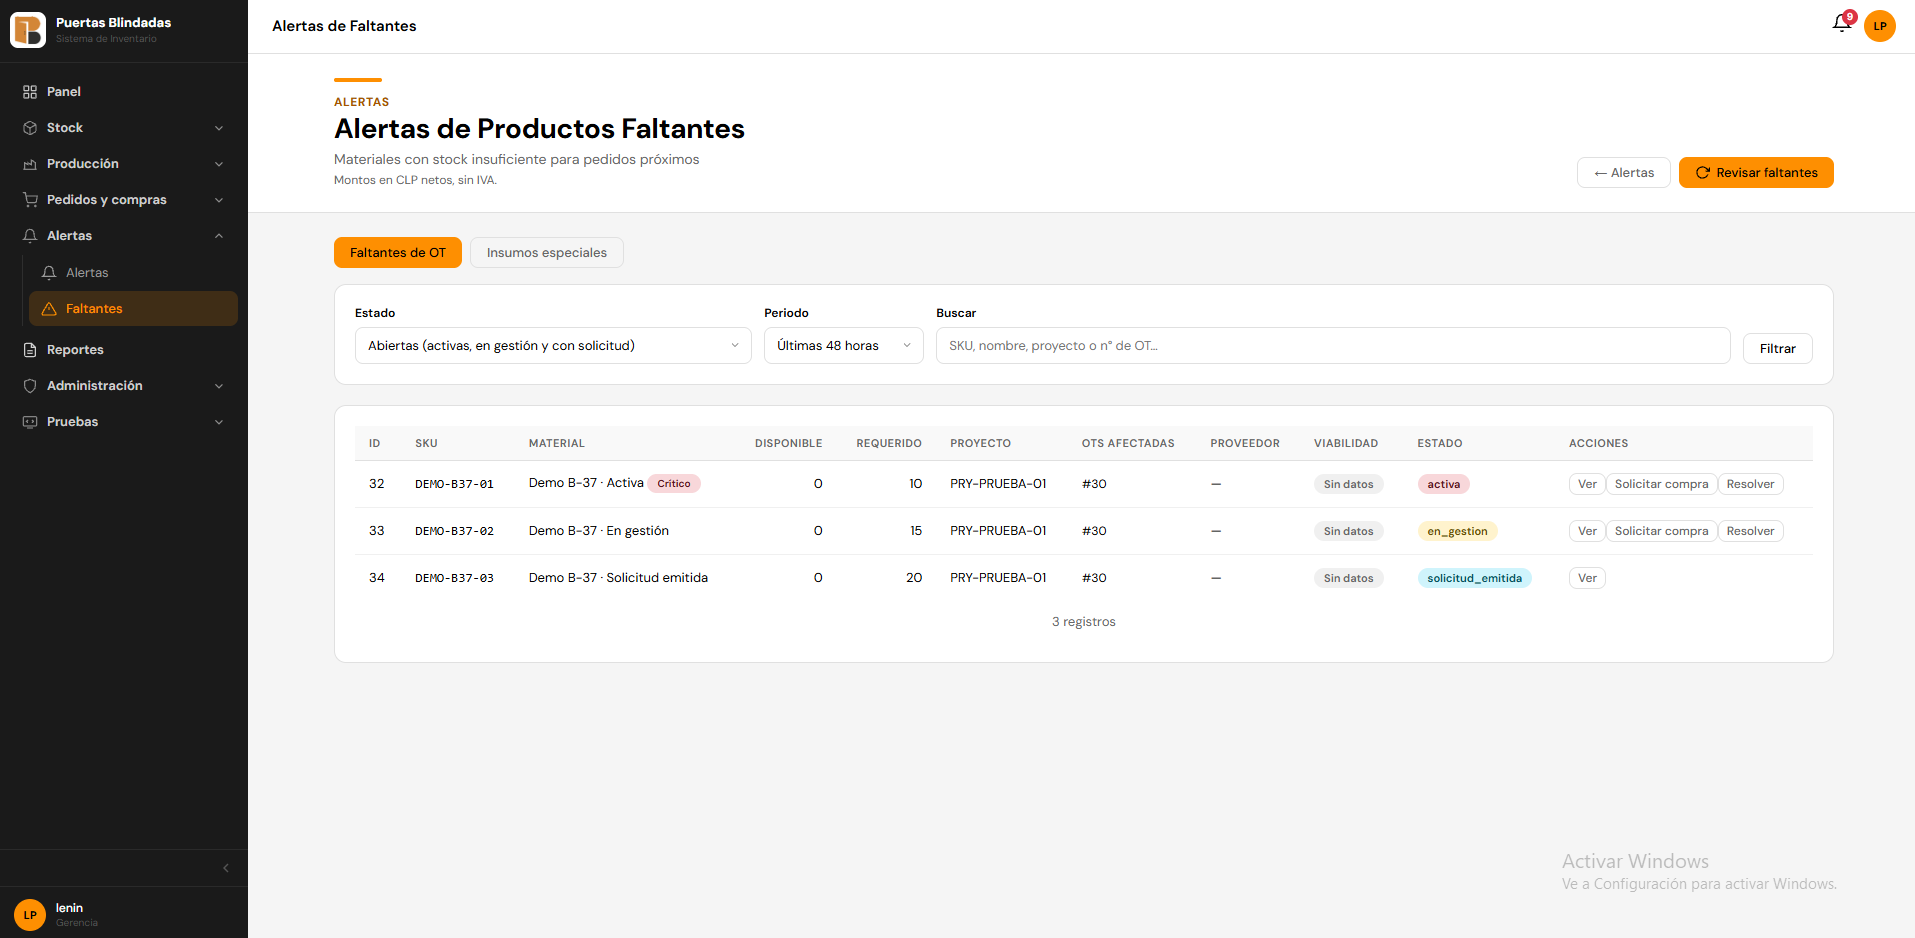 Puertas Blindadas
Sistema de Inventario
Panel
Stock
Producción
Pedidos y compras
Alertas
Alertas
Faltantes
Reportes
Administración
Pruebas
LP
lenin
Gerencia
Alertas de Faltantes
9
LP
ALERTAS
Alertas de Productos Faltantes
Materiales con stock insuficiente para pedidos próximos
Montos en CLP netos, sin IVA.
← Alertas
Revisar faltantes
Faltantes de OT
Insumos especiales
Estado
Periodo
Buscar
Abiertas (activas, en gestión y con solicitud)
Últimas 48 horas
SKU, nombre, proyecto o n° de OT...
Filtrar
ID SKU MATERIAL DISPONIBLE REQUERIDO PROYECTO OTS AFECTADAS PROVEEDOR VIABILIDAD ESTADO ACCIONES
32 DEMO-B37-01 Demo B-37 · Activa Crítico 0 10 PRY-PRUEBA-01 #30 — Sin datos activa Ver Solicitar compra Resolver
33 DEMO-B37-02 Demo B-37 · En gestión 0 15 PRY-PRUEBA-01 #30 — Sin datos en_gestion Ver Solicitar compra Resolver
34 DEMO-B37-03 Demo B-37 · Solicitud emitida 0 20 PRY-PRUEBA-01 #30 — Sin datos solicitud_emitida Ver
3 registros
Activar Windows
Ve a Configuración para activar Windows.